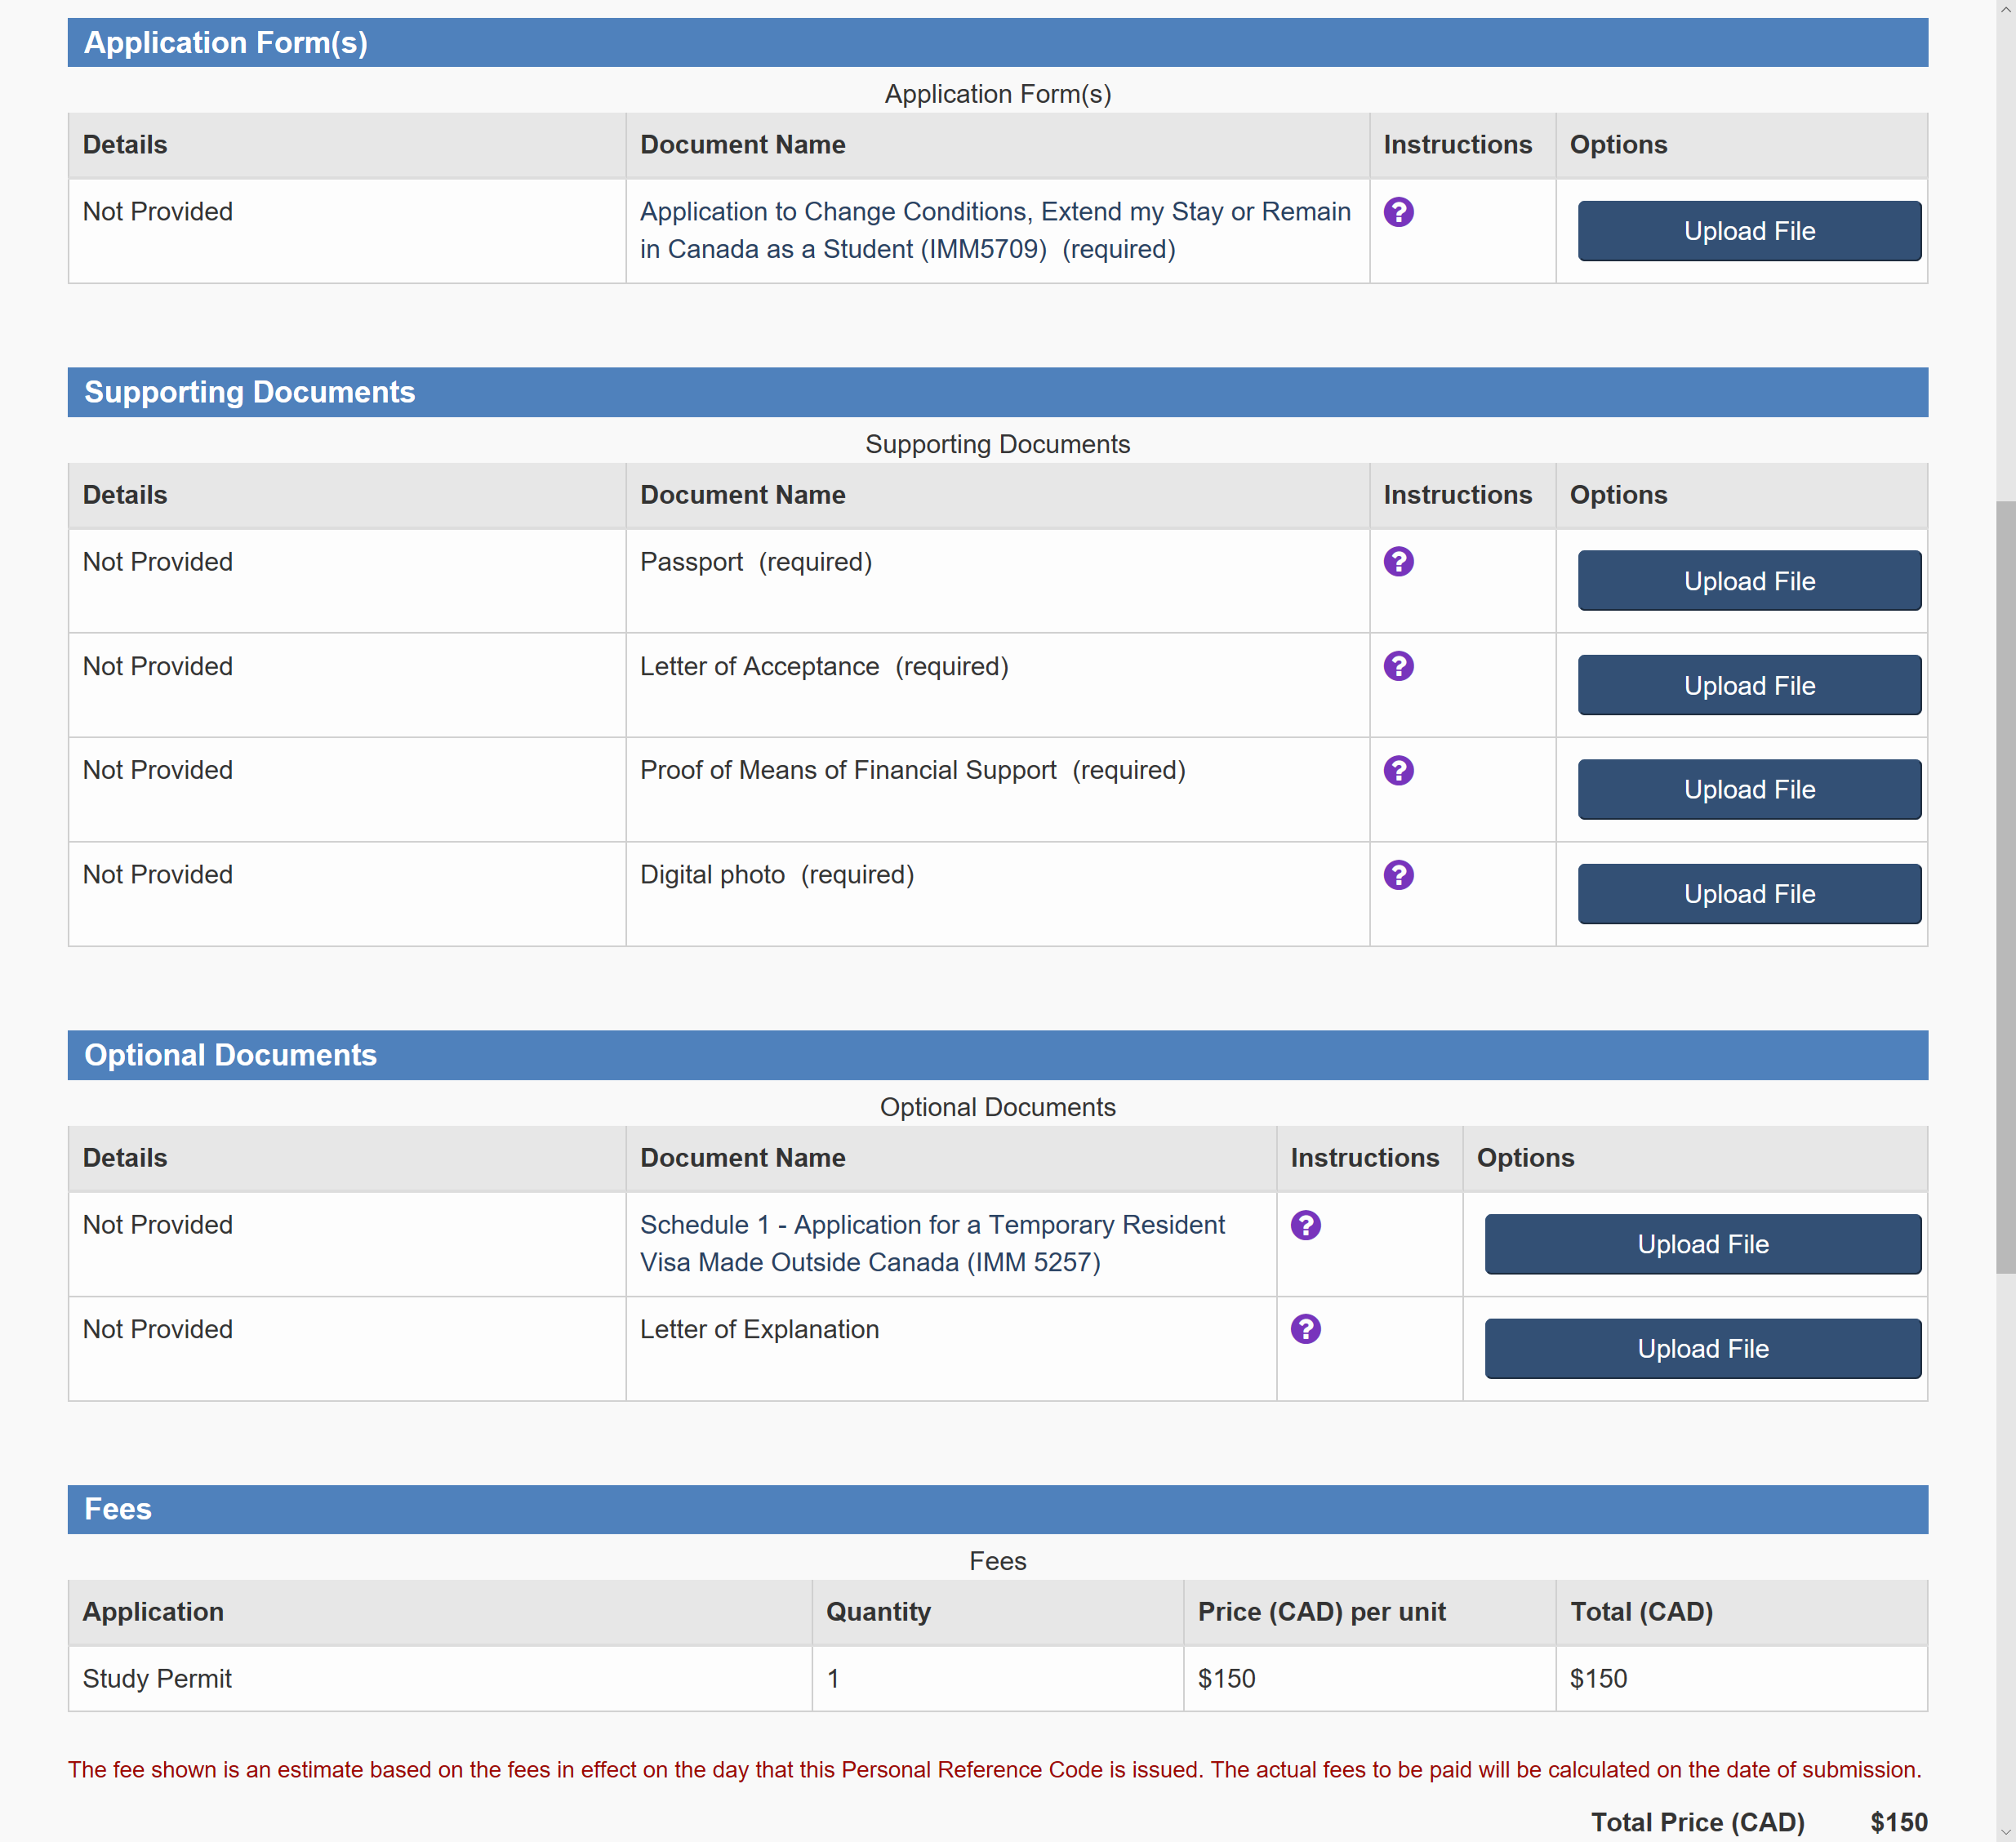 Application Form(s)
Application Form(s)
Details Document Name Instructions Options
Not Provided Application to Change Conditions, Extend my Stay or Remain ? Upload File
in Canada as a Student (IMM5709) (required)
Supporting Documents
Supporting Documents
Details Document Name Instructions Options
Not Provided Passport (required) ? Upload File
Not Provided Letter of Acceptance (required) ? Upload File
Not Provided Proof of Means of Financial Support (required) ? Upload File
Not Provided Digital photo (required) ? Upload File
Optional Documents
Optional Documents
Details Document Name Instructions Options
Not Provided Schedule 1 - Application for a Temporary Resident ? Upload File
Visa Made Outside Canada (IMM 5257)
Not Provided Letter of Explanation ? Upload File
Fees
Fees
Application Quantity Price (CAD) per unit Total (CAD)
Study Permit 1 $150 $150
The fee shown is an estimate based on the fees in effect on the day that this Personal Reference Code is issued. The actual fees to be paid will be calculated on the date of submission.
Total Price (CAD) $150